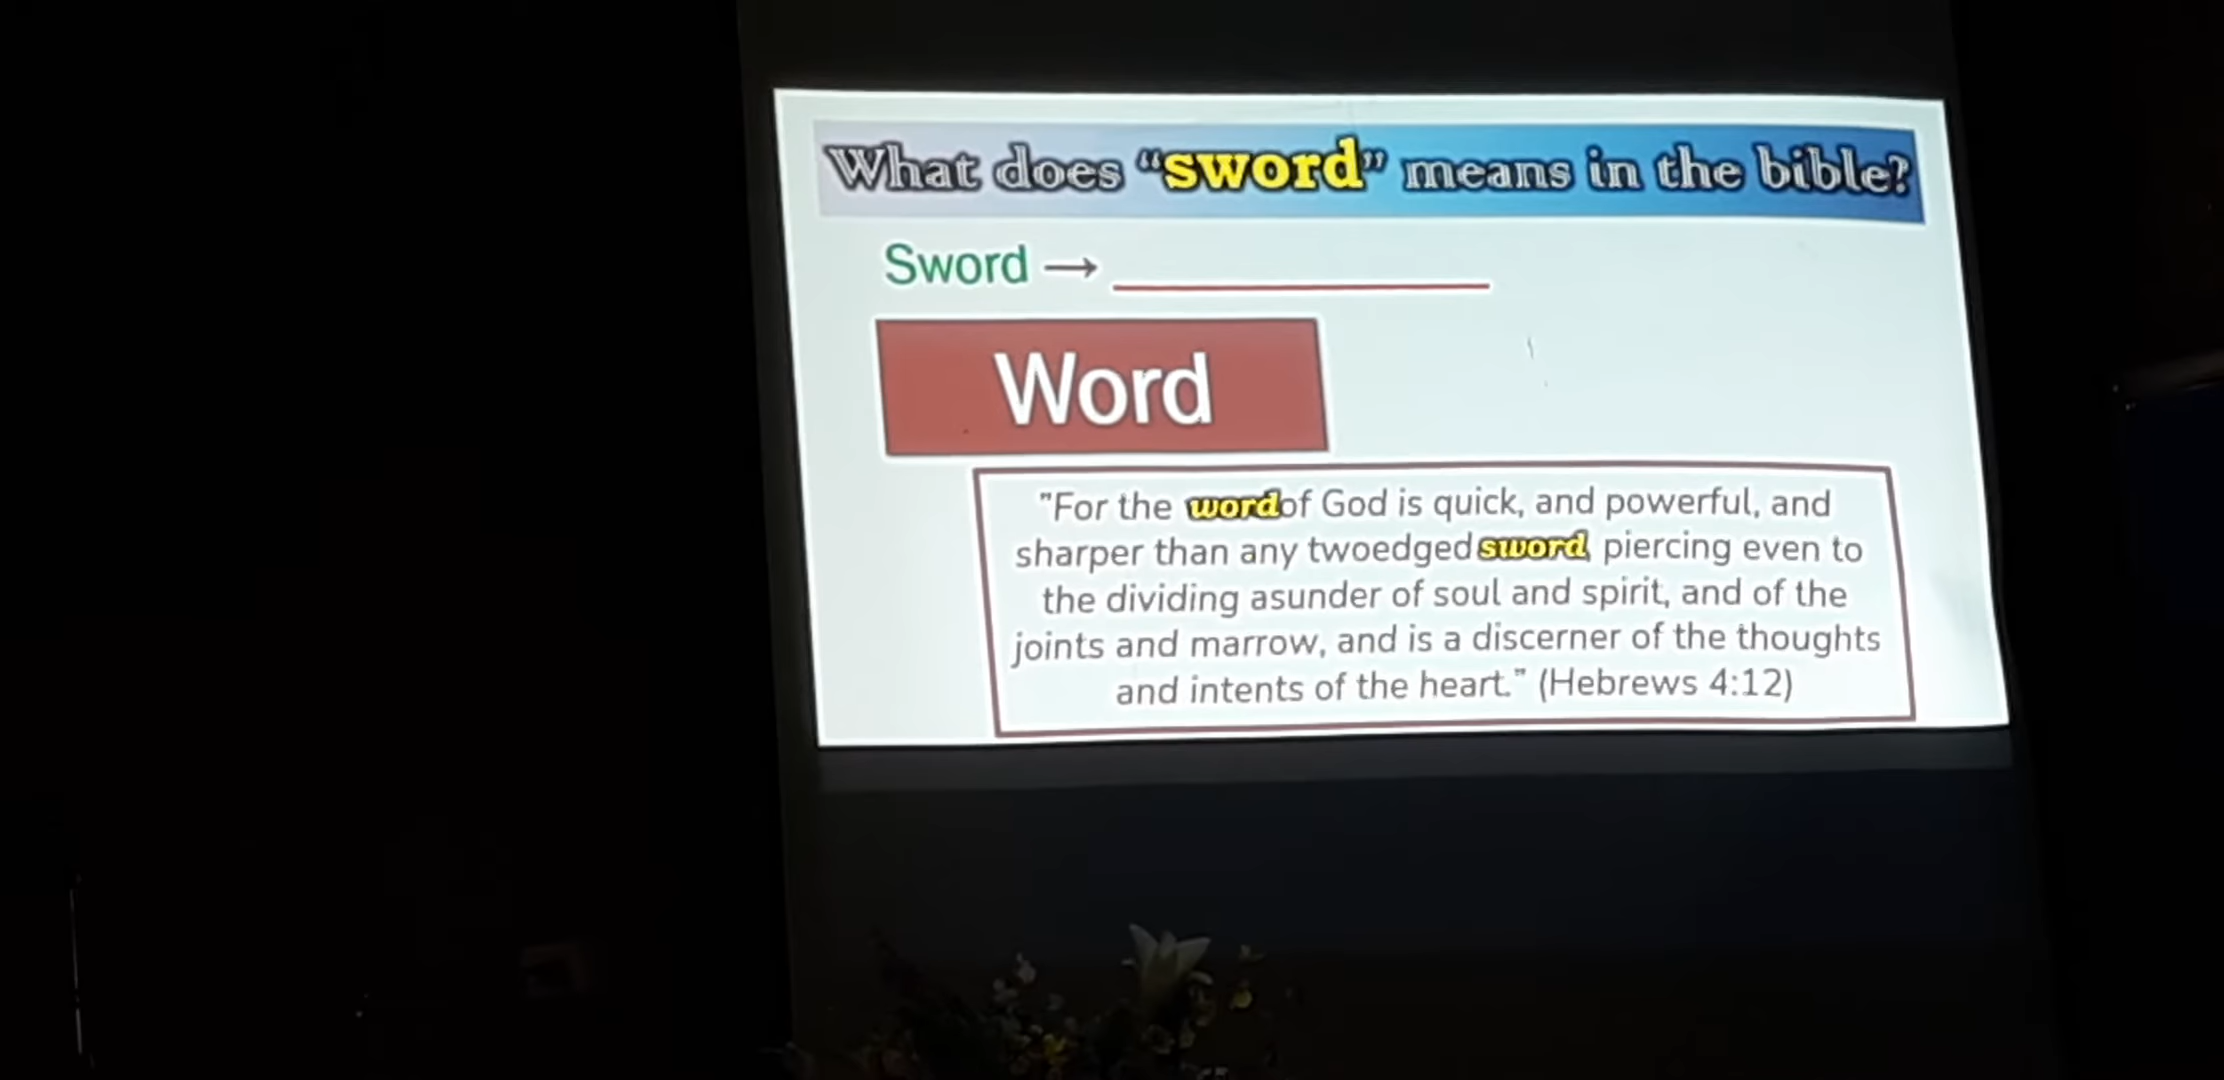 What does “sword” means in the bible?
Sword → ____________
Word
"For the word of God is quick, and powerful, and
sharper than any twoedged sword, piercing even to
the dividing asunder of soul and spirit, and of the
joints and marrow, and is a discerner of the thoughts
and intents of the heart." (Hebrews 4:12)